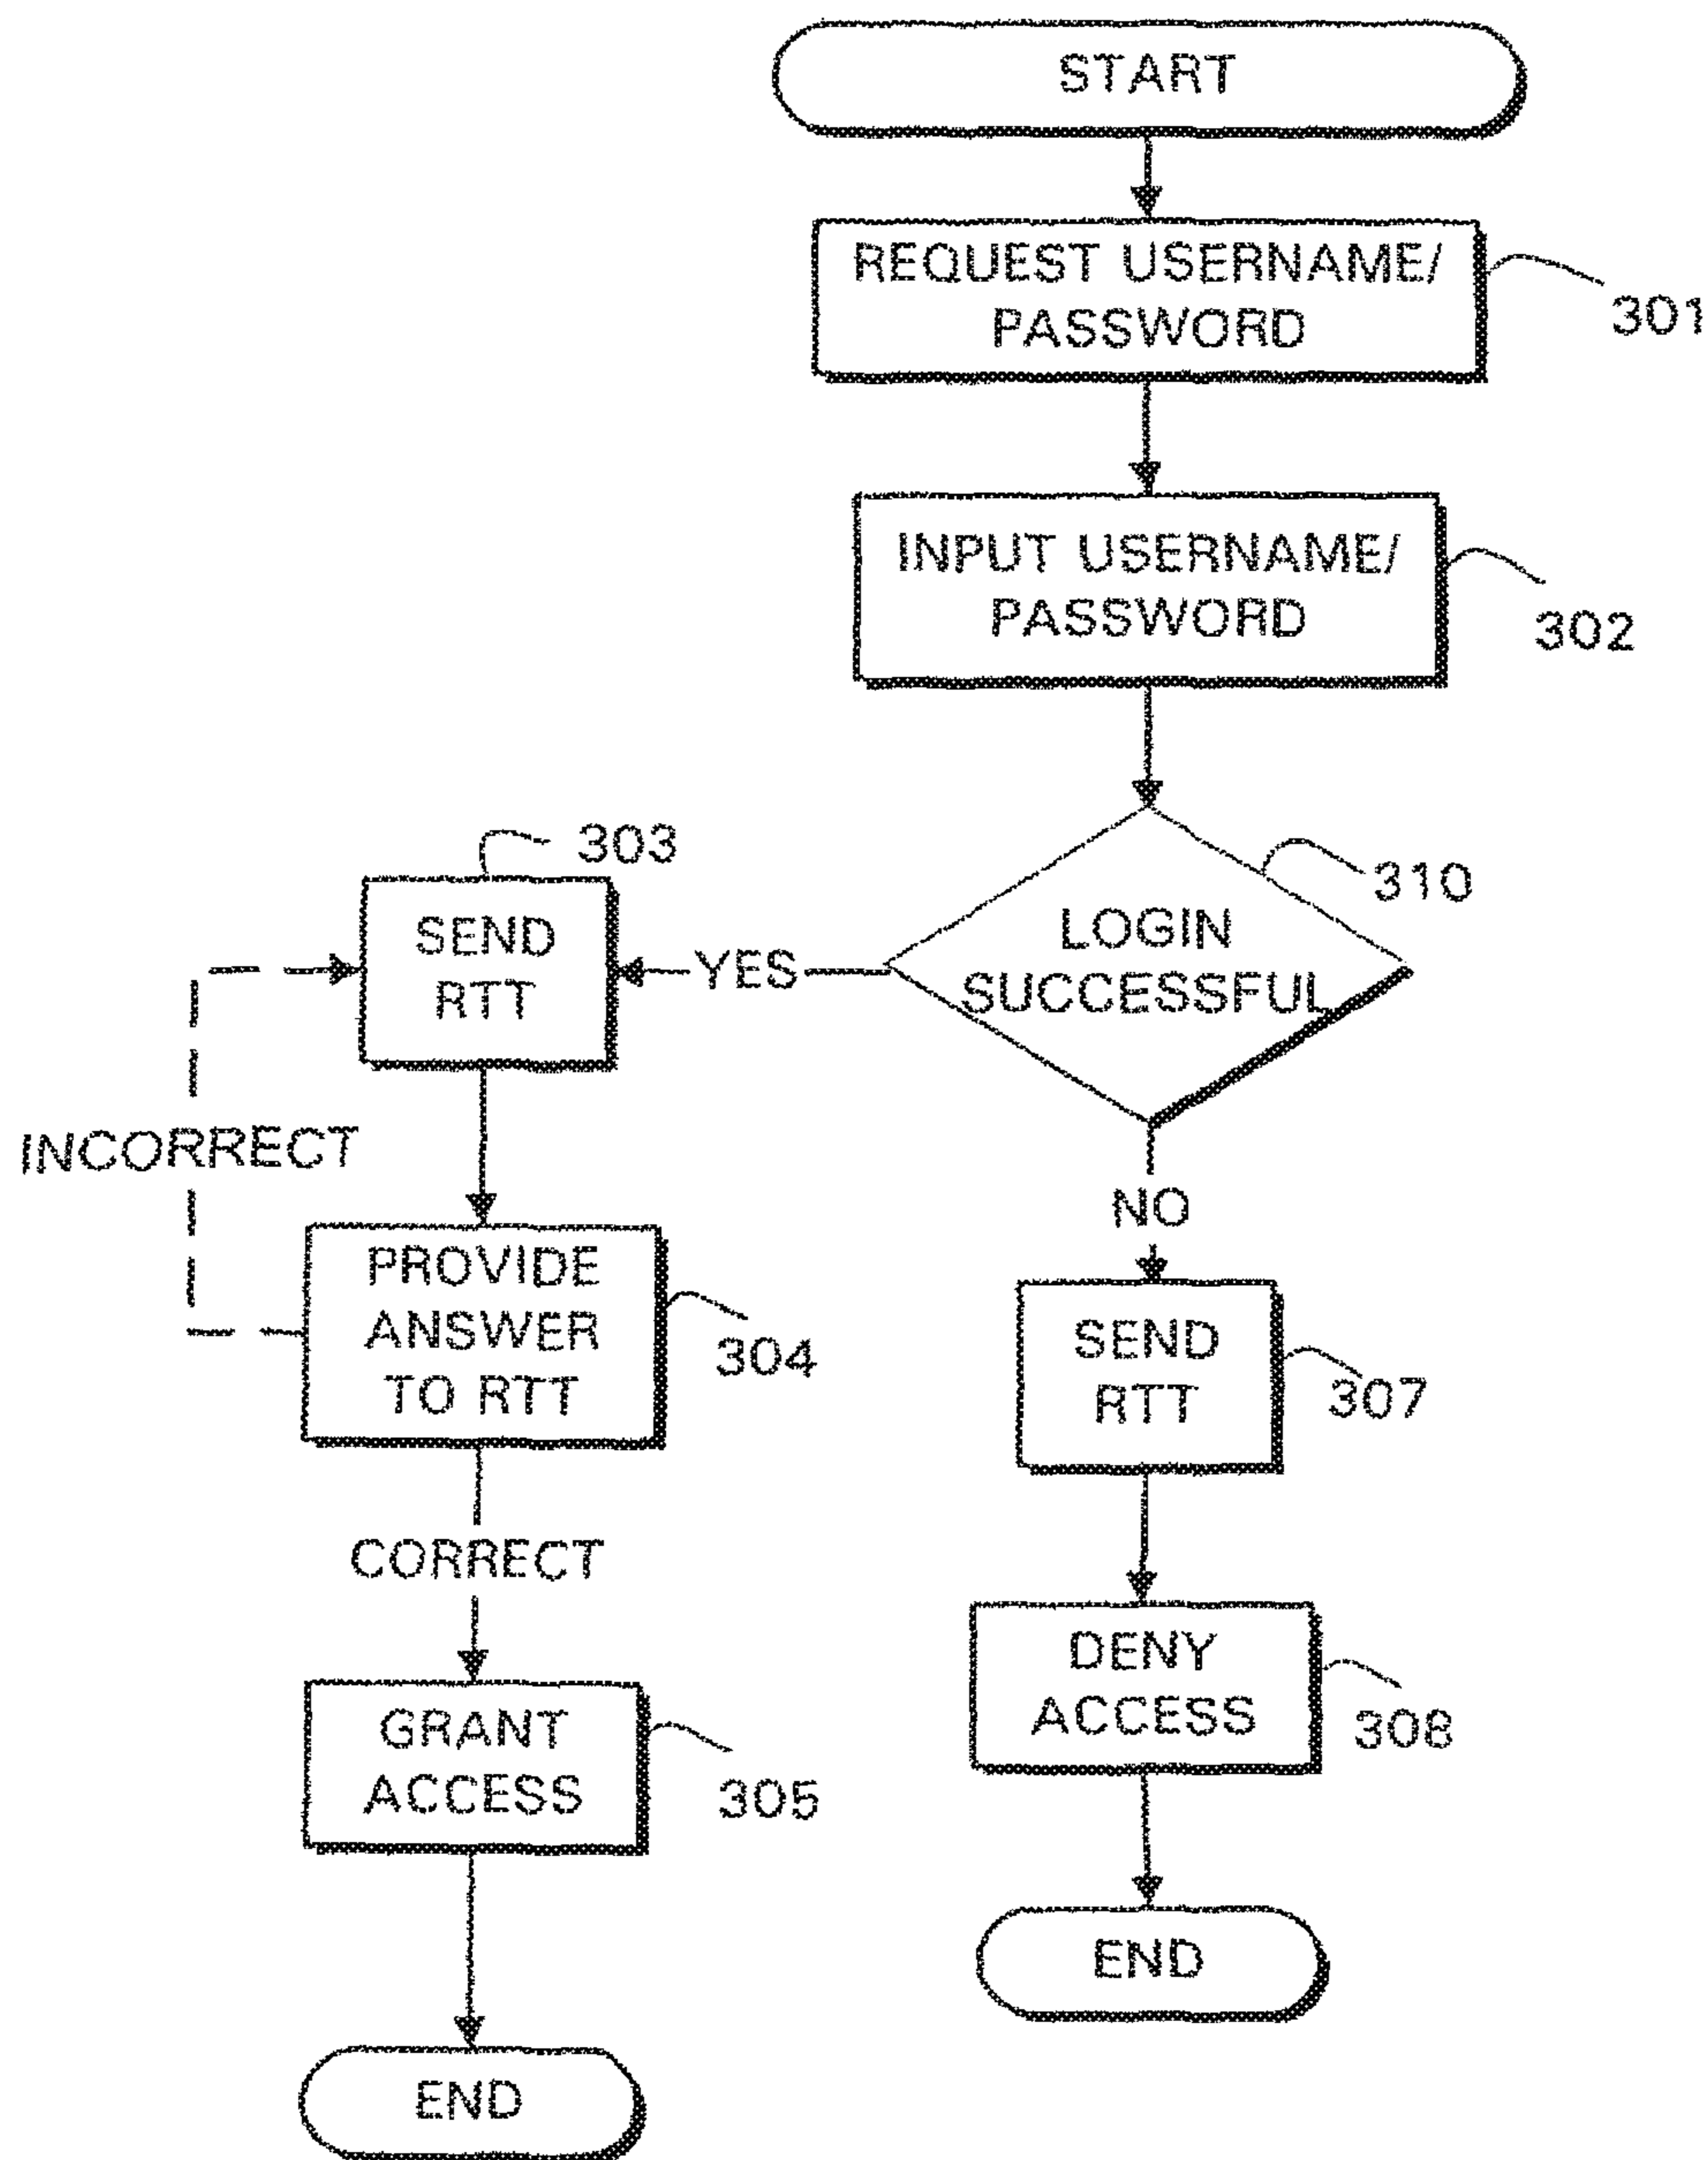 START
REQUEST USERNAME/
PASSWORD
301
INPUT USERNAME/
PASSWORD
302
310
LOGIN
SUCCESSFUL
YES
303
SEND
RTT
INCORRECT
PROVIDE
ANSWER
TO RTT
304
CORRECT
GRANT
ACCESS
305
END
NO
SEND
RTT
307
DENY
ACCESS
308
END